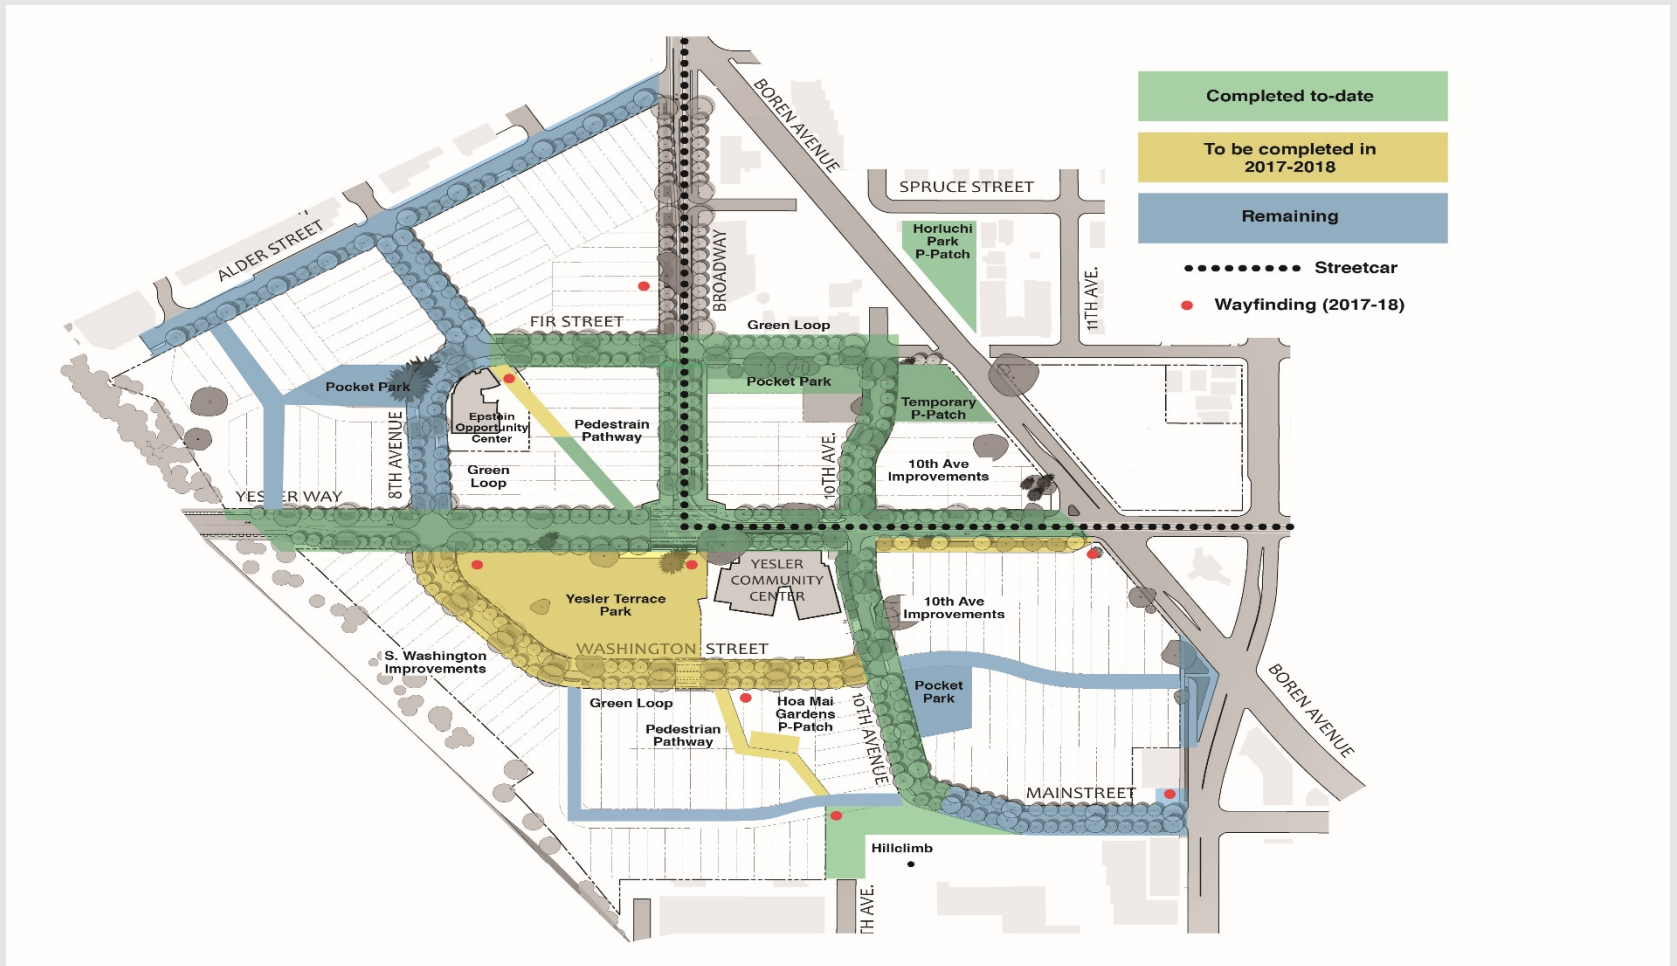 Completed to-date
To be completed in
2017-2018
Remaining
Streetcar
Wayfinding (2017-18)
BOREN AVENUE
SPRUCE STREET
Horluchi
Park
P-Patch
11TH AVE.
ALDER STREET
BROADWAY
FIR STREET
Green Loop
Pocket Park
Pocket Park
Temporary
P-Patch
Epstein
Opportunity
Center
Pedestrain
Pathway
8TH AVENUE
Green
Loop
10TH AVE.
10th Ave
Improvements
YESLER WAY
YESLER
COMMUNITY
CENTER
Yesler Terrace
Park
10th Ave
Improvements
WASHINGTON STREET
S. Washington
Improvements
Pocket
Park
BOREN AVENUE
Green Loop
Hoa Mai
Gardens
P-Patch
Pedestrian
Pathway
10TH AVENUE
MAINSTREET
Hillclimb
TH AVE.